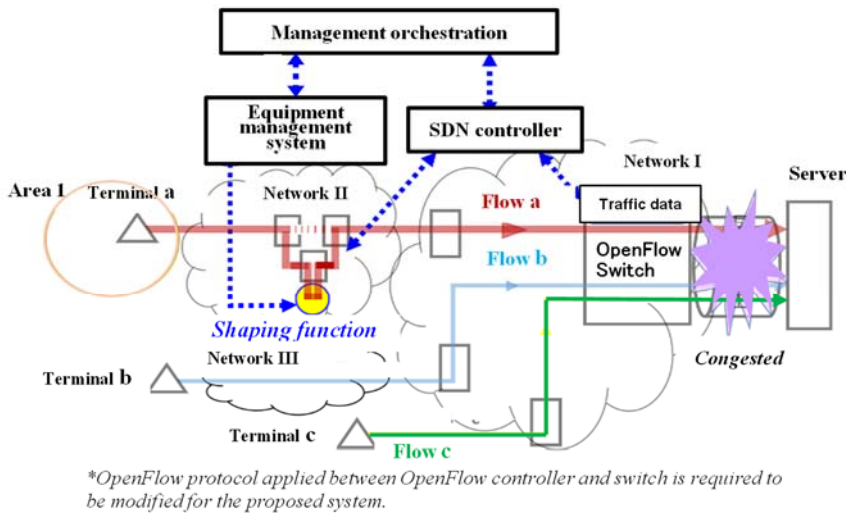 Management orchestration
Equipment
management
system
SDN controller
Network I
Area 1
Terminal a
Network II
Server
Traffic data
Flow a
OpenFlow
Switch
Flow b
Shaping function
Network III
Congested
Terminal b
Terminal c
Flow c
*OpenFlow protocol applied between OpenFlow controller and switch is required to
be modified for the proposed system.